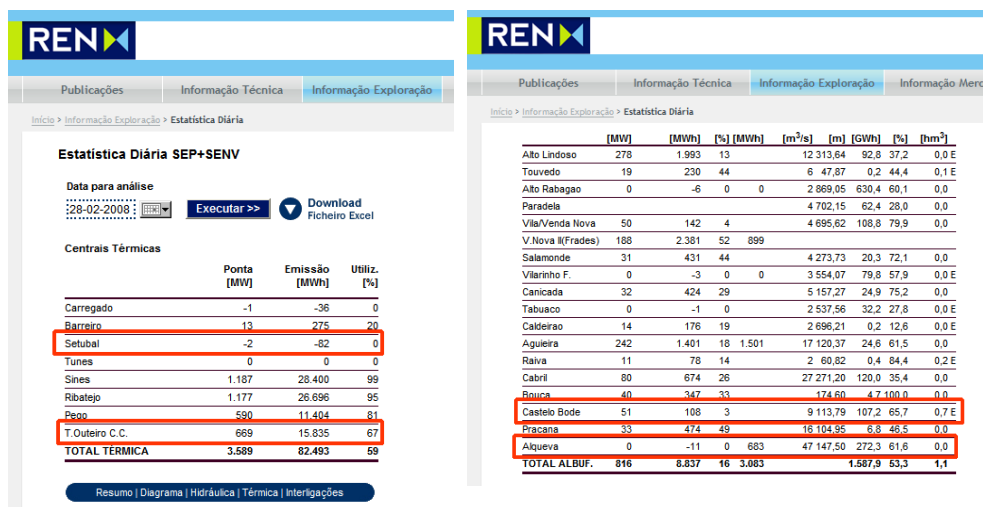 REN
Publicações Informação Técnica Informação Exploração
Início > Informação Exploração > Estatística Diária
Estatística Diária SEP+SENV
Data para análise
28-02-2008 Executar >> Download Ficheiro Excel
Centrais Térmicas
Ponta [MW] Emissão [MWh] Utiliz. [%]
Carregado -1 -36 0
Barreiro 13 275 20
Setubal -2 -82 0
Tunes 0 0 0
Sines 1.187 28.400 99
Ribatejo 1.177 26.696 95
Pego 590 11.404 81
T.Outeiro C.C. 669 15.835 67
TOTAL TÉRMICA 3.589 82.493 59
Resumo | Diagrama | Hidráulica | Térmica | Interligações
REN
Publicações Informação Técnica Informação Exploração Informação Merc
Início > Informação Exploração > Estatística Diária
[MW] [MWh] [%] [MWh] [m³/s] [m] [GWh] [%] [hm³]
Alto Lindoso 278 1.993 13 12 313,64 92,8 37,2 0,0 E
Touvedo 19 230 44 6 47,87 0,2 44,4 0,1 E
Alto Rabagao 0 -6 0 0 2 869,05 630,4 60,1 0,0
Paradela 4 702,15 62,4 28,0 0,0
Vila/Venda Nova 50 142 4 4 695,62 108,8 79,9 0,0
V.Nova II(Frades) 188 2.381 52 899
Salamonde 31 431 44 4 273,73 20,3 72,1 0,0
Vilarinho F. 0 -3 0 0 3 554,07 79,8 57,9 0,0 E
Canicada 32 424 29 5 157,27 24,9 75,2 0,0
Tabuaco 0 -1 0 2 537,56 32,2 27,8 0,0 E
Caldeirao 14 176 19 2 696,21 0,2 12,6 0,0 E
Aguieira 242 1.401 18 1.501 17 120,37 24,6 61,5 0,0
Raiva 11 78 14 2 60,82 0,4 84,4 0,2 E
Cabril 80 674 26 27 271,20 120,0 35,4 0,0
Bouca 40 347 33 174,60 4,7 100,0 0,0
Castelo Bode 51 108 3 9 113,79 107,2 65,7 0,7 E
Pracana 33 474 49 16 104,95 6,8 46,5 0,0
Alqueva 0 -11 0 683 47 147,50 272,3 61,6 0,0
TOTAL ALBUF. 816 8.837 16 3.083 1.587,9 53,3 1,1